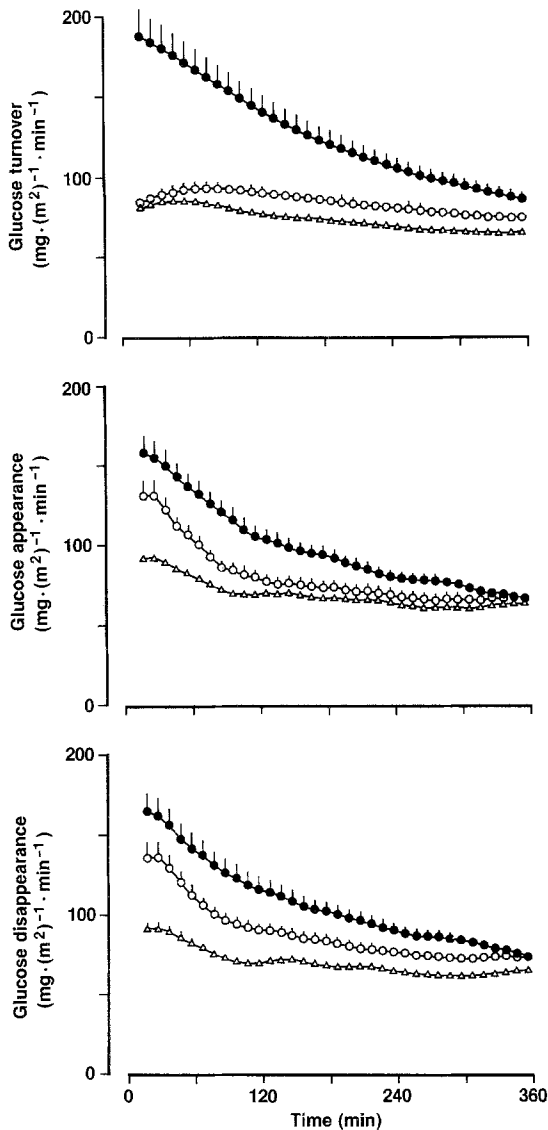 200
100
0
Glucose turnover
(mg·(m²)⁻¹·min⁻¹)
200
100
0
Glucose appearance
(mg·(m²)⁻¹·min⁻¹)
200
100
0
Glucose disappearance
(mg·(m²)⁻¹·min⁻¹)
0 120 240 360
Time (min)